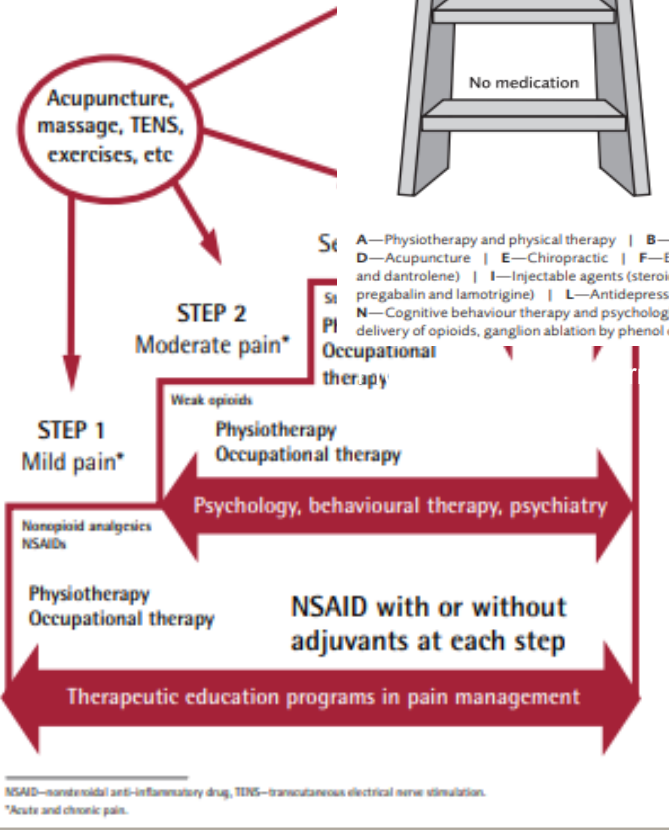 No medication
A—Physiotherapy and physical therapy | B—
D—Acupuncture | E—Chiropractic | F—
and dantrolene) | I—Injectable agents
pregabalin and lamotrigine) | L—
N—Cognitive behaviour therapy and
delivery of opioids, ganglion ablation by phenol
Acupuncture,
massage, TENS,
exercises, etc
STEP 2
Moderate pain*
Occupational
therapy
Weak opioids
Physiotherapy
Occupational therapy
STEP 1
Mild pain*
Psychology, behavioural therapy, psychiatry
Nonopioid analgesics
NSAIDs
Physiotherapy
Occupational therapy
NSAID with or without
adjuvants at each step
Therapeutic education programs in pain management
NSAID—nonsteroidal anti-inflammatory drug, TENS—transcutaneous electrical nerve stimulation.
*Acute and chronic pain.